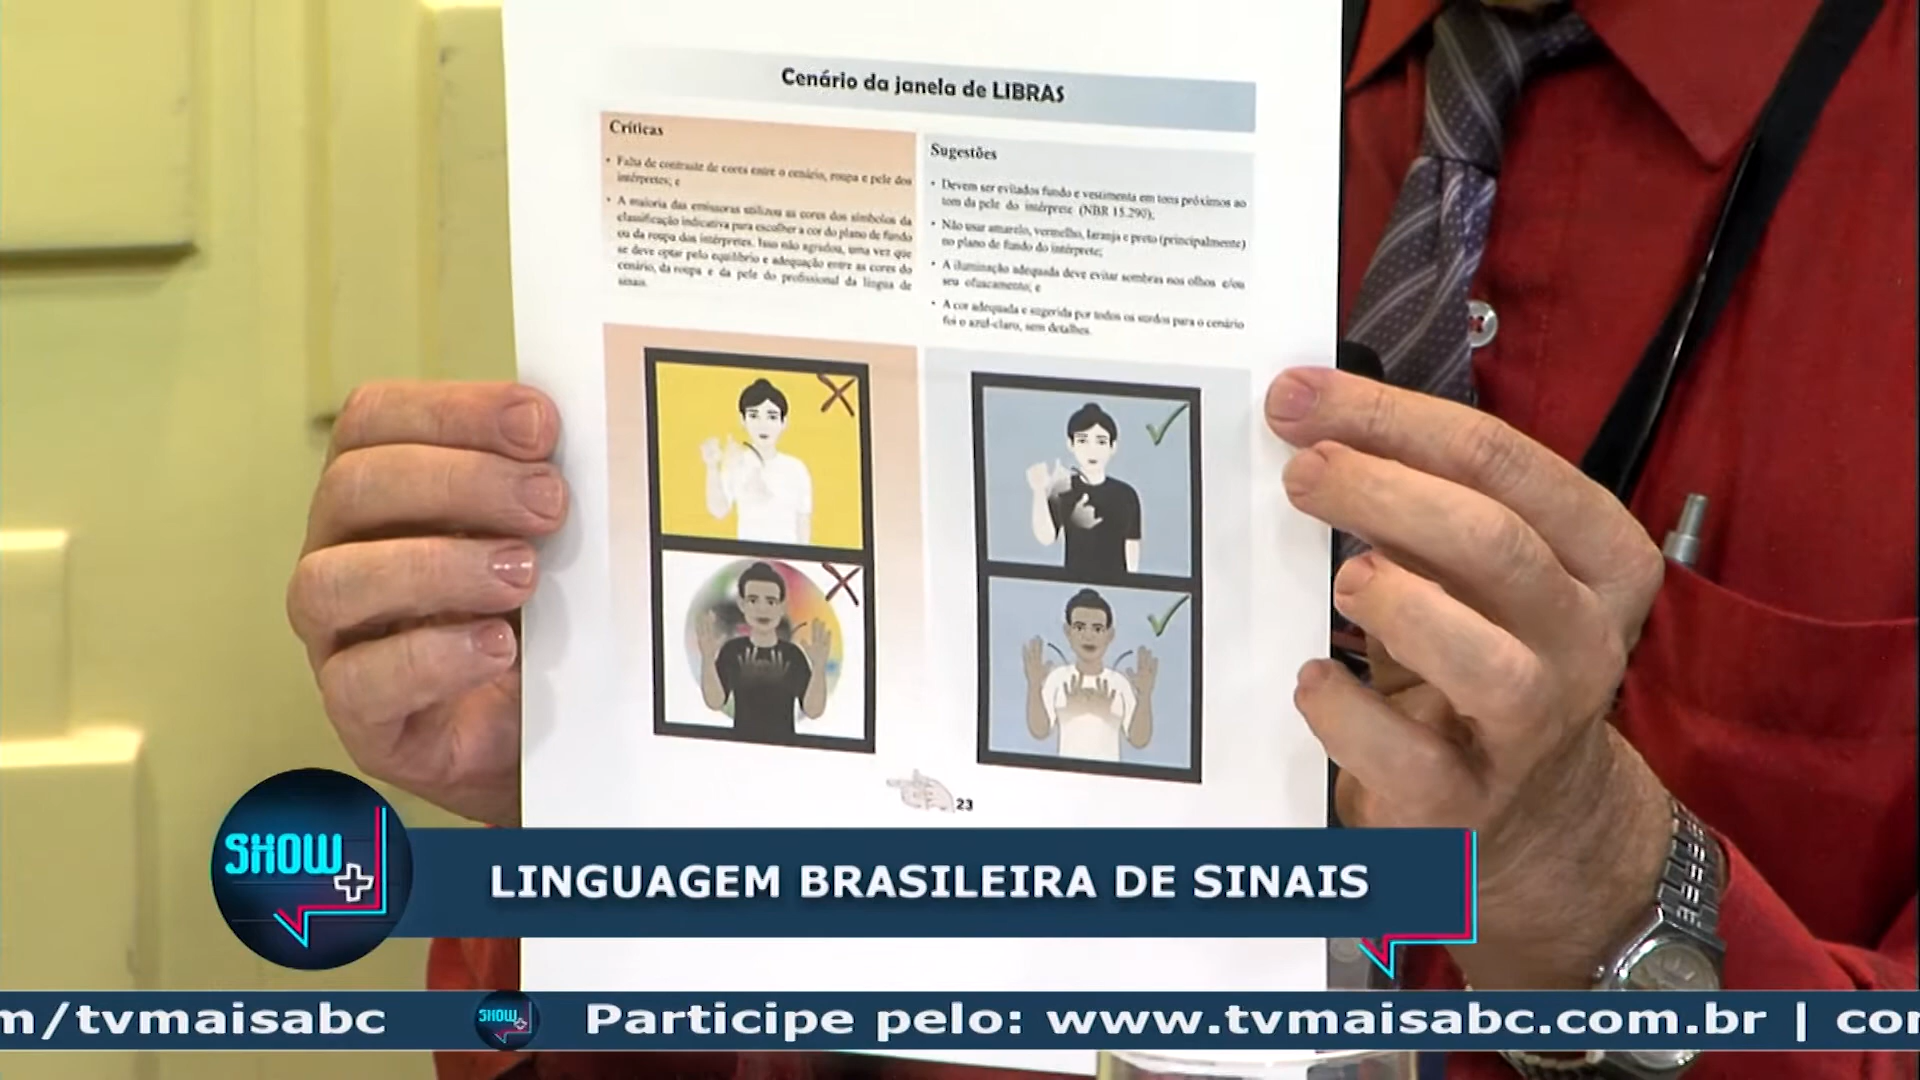 Cenário da janela de LIBRAS
Críticas
• Falta de contraste de cores entre o cenário, roupa e pele dos
intérpretes; e
• A maioria das emissoras utilizou as cores dos símbolos da
classificação indicativa para escolher a cor do plano de fundo
ou da roupa dos intérpretes. Isso não agradou, uma vez que
se deve optar pelo equilíbrio e adequação entre as cores do
cenário, da roupa e da pele do profissional da língua de
sinais.
Sugestões
• Devem ser evitados fundo e vestimenta em tons próximos ao
tom da pele do intérprete (NBR 15.290);
• Não usar amarelo, vermelho, laranja e preto (principalmente)
no plano de fundo do intérprete;
• A iluminação adequada deve evitar sombras nos olhos e/ou
seu ofuscamento; e
• A cor adequada e sugerida por todos os surdos para o cenário
foi o azul-claro, sem detalhes.
23
SHOW+
LINGUAGEM BRASILEIRA DE SINAIS
m/tvmaisabc SHOW+ Participe pelo: www.tvmaisabc.com.br | con